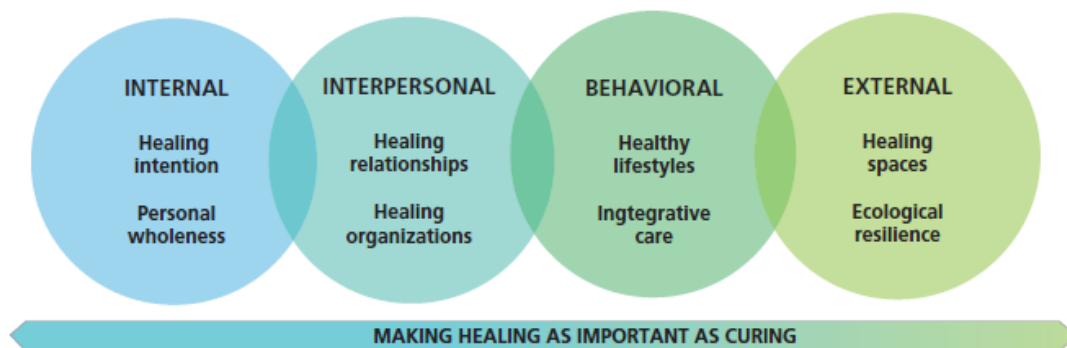 INTERNAL
Healing
intention
Personal
wholeness
INTERPERSONAL
Healing
relationships
Healing
organizations
BEHAVIORAL
Healthy
lifestyles
Ingtegrative
care
EXTERNAL
Healing
spaces
Ecological
resilience
MAKING HEALING AS IMPORTANT AS CURING